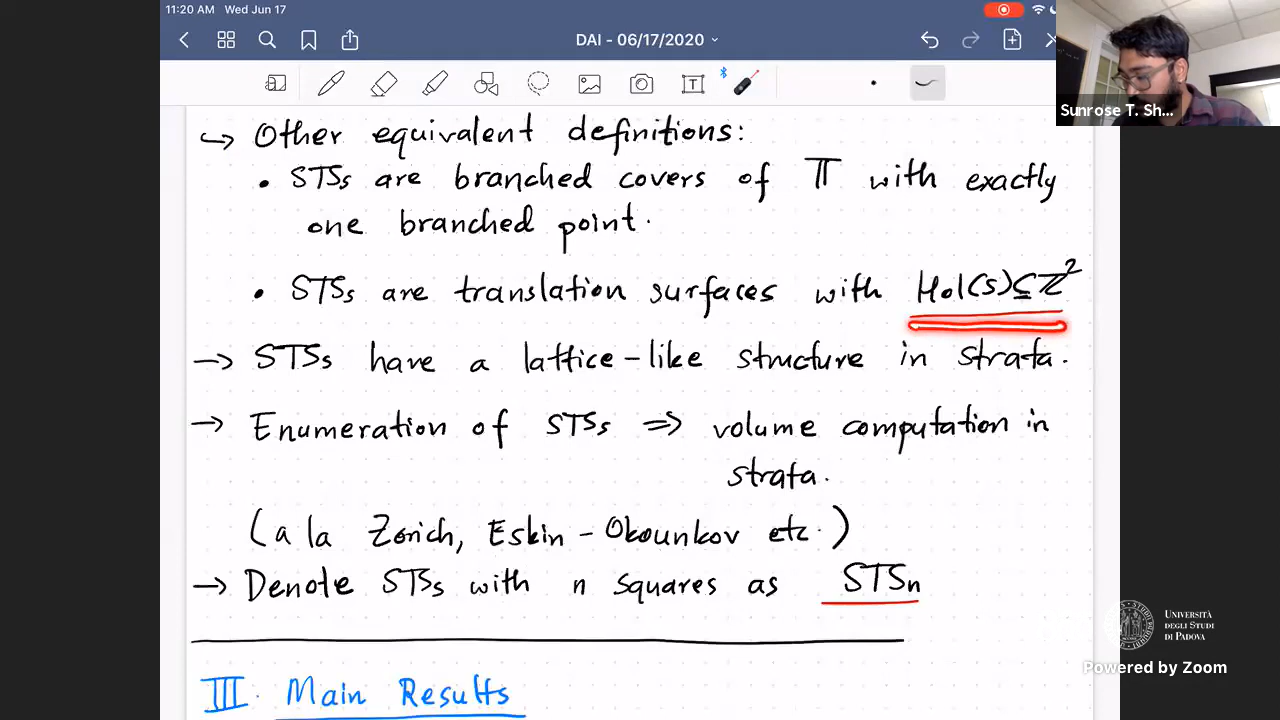 11:20 AM Wed Jun 17
DAI - 06/17/2020
T
Sunrose T. Sh...
↪ Other equivalent definitions:
• STSs are branched covers of 𝕋 with exactly
one branched point.
• STSs are translation surfaces with Hol(S)⊆ℤ²
→ STSs have a lattice-like structure in strata.
→ Enumeration of STSs ⇒ volume computation in
strata.
(a la Zorich, Eskin - Okounkov etc.)
→ Denote STSs with n squares as STSₙ
III. Main Results
UNIVERSITÀ
DEGLI STUDI
DI PADOVA
Powered by Zoom